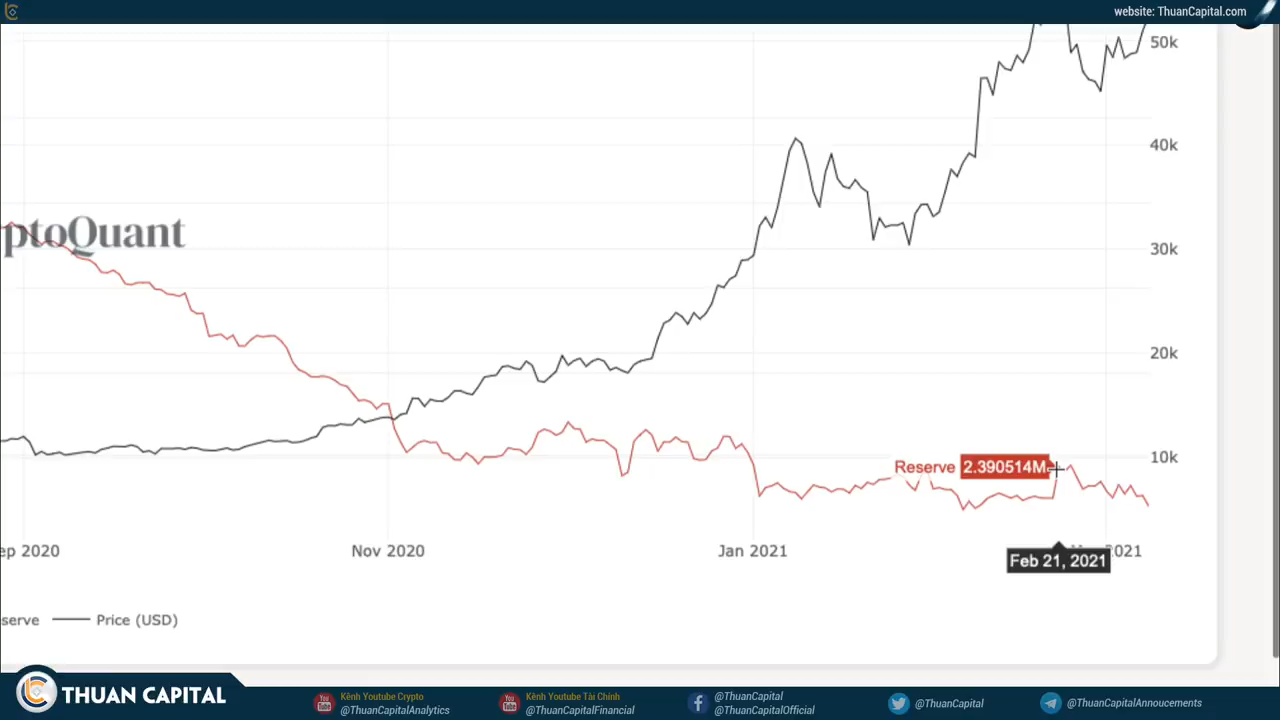 website: ThuanCapital.com
50k
40k
ptoQuant
30k
20k
10k
Reserve 2.390514M
ep 2020
Nov 2020
Jan 2021
2021
Feb 21, 2021
serve
Price (USD)
THUAN CAPITAL
Kênh Youtube Crypto
@ThuanCapitalAnalytics
Kênh Youtube Tài Chính
@ThuanCapitalFinancial
@ThuanCapital
@ThuanCapitalOfficial
@ThuanCapital
@ThuanCapitalAnnoucements